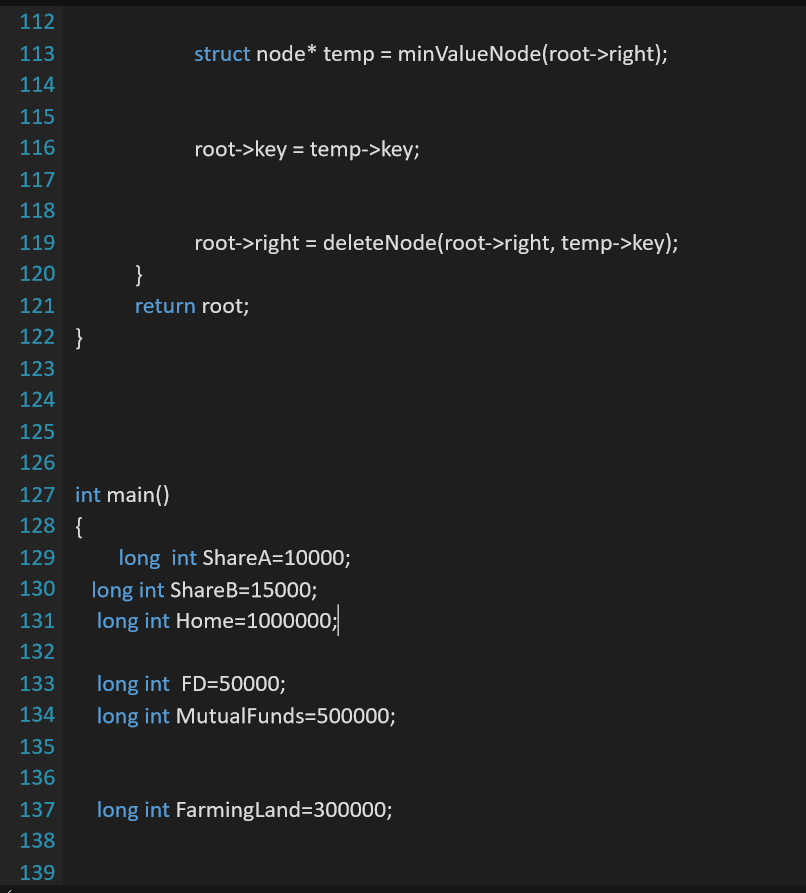 112
113 struct node* temp = minValueNode(root->right);
114
115
116 root->key = temp->key;
117
118
119 root->right = deleteNode(root->right, temp->key);
120 }
121 return root;
122 }
123
124
125
126
127 int main()
128 {
129 long  int ShareA=10000;
130 long int ShareB=15000;
131 long int Home=1000000;
132
133 long int  FD=50000;
134 long int MutualFunds=500000;
135
136
137 long int FarmingLand=300000;
138
139